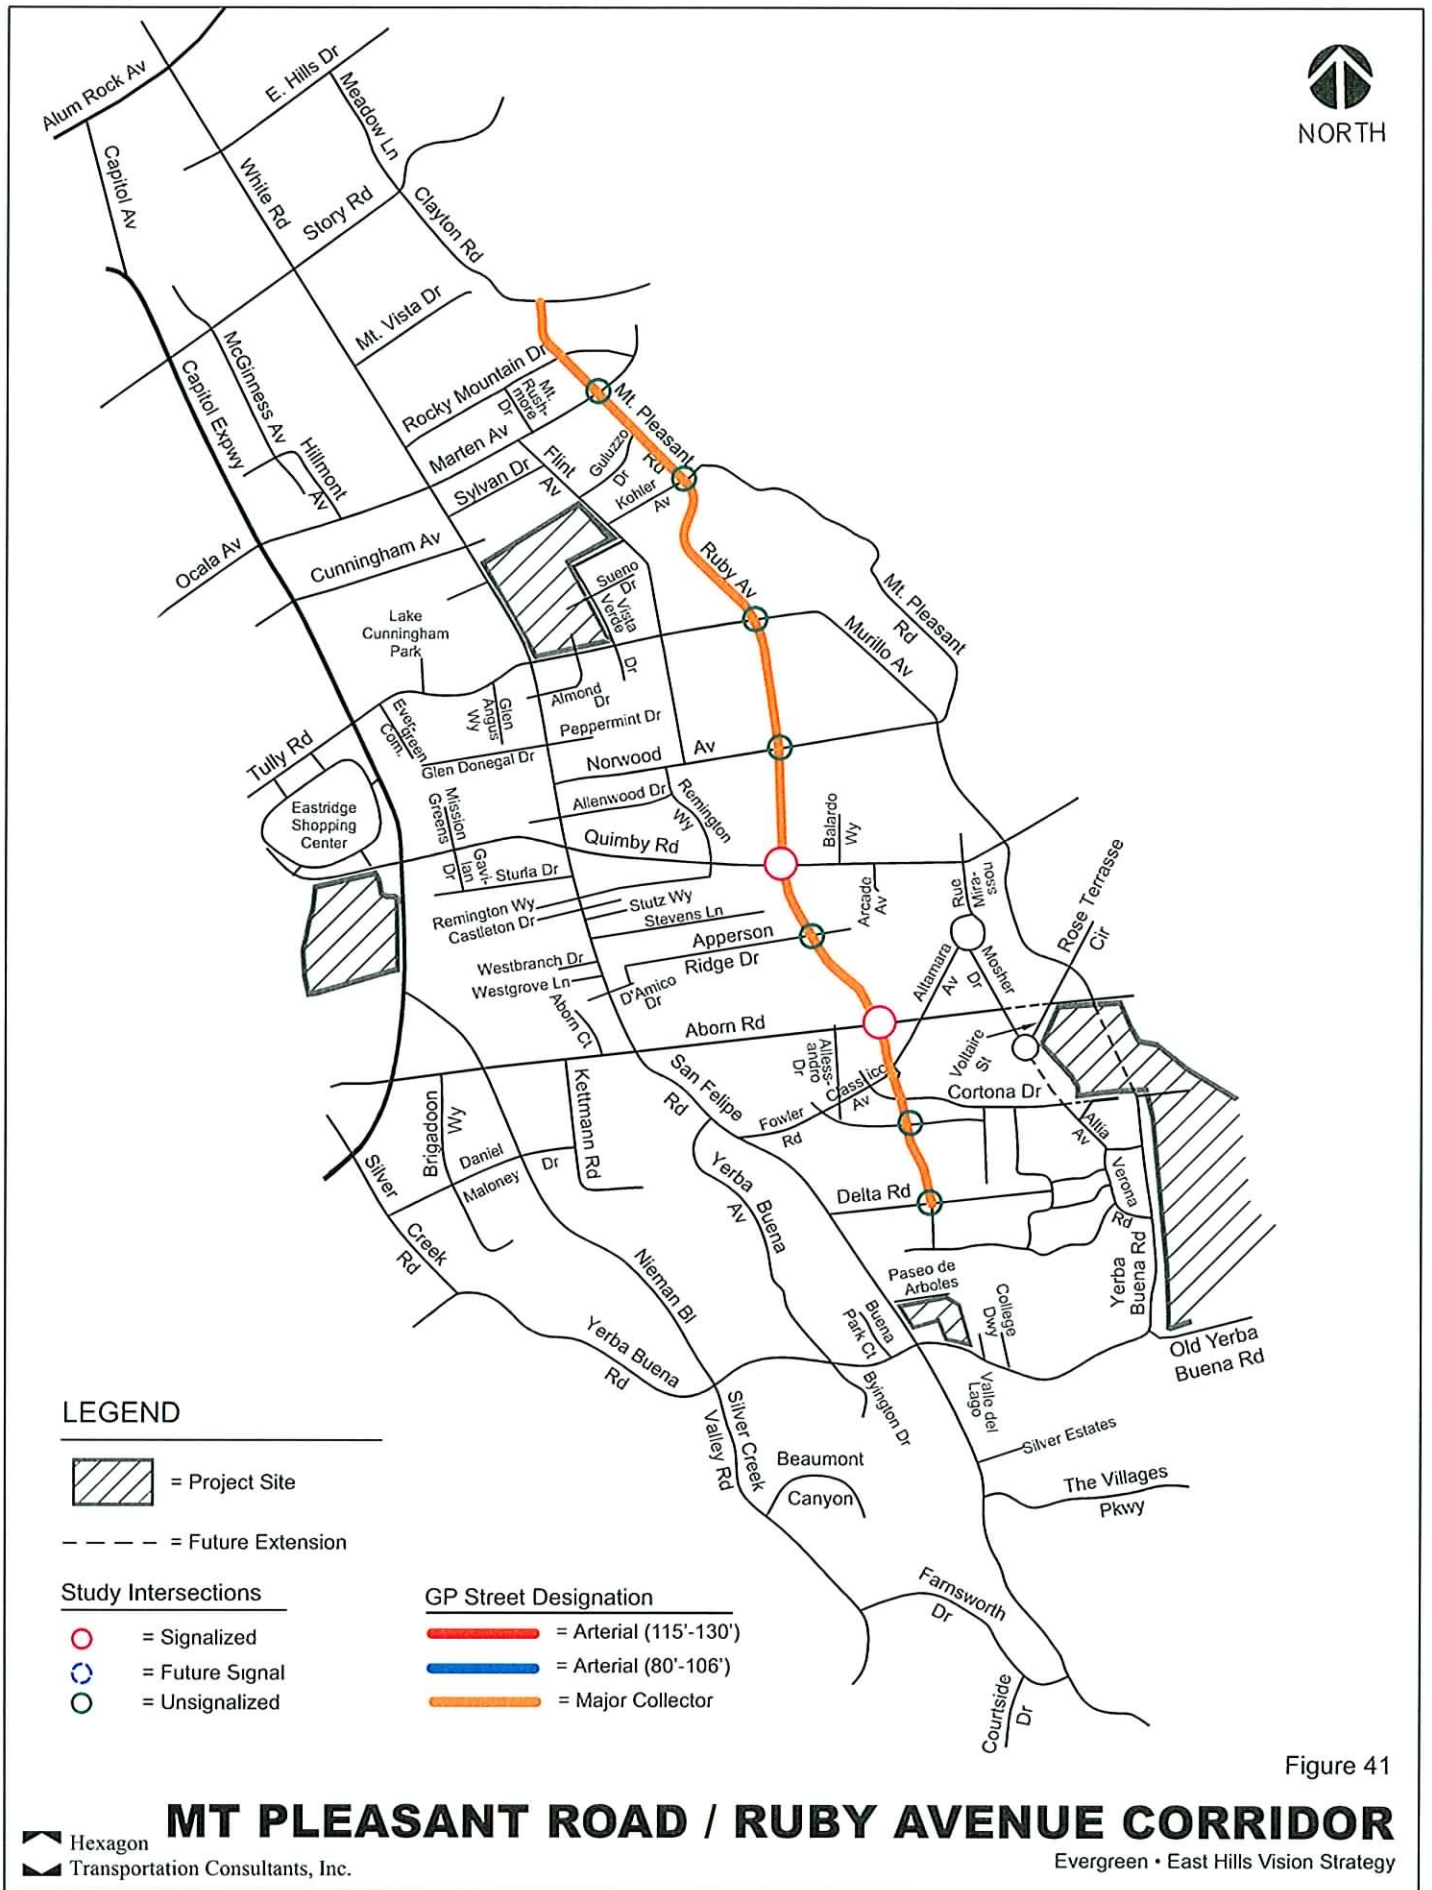 NORTH
Alum Rock Av
E. Hills Dr
Meadow Ln
Capitol Av
White Rd
Story Rd
Clayton Rd
Mt. Vista Dr
McGinness Av
Capitol Expwy
Rocky Mountain Dr
Mt.
Rush-
more
Dr
Mt. Pleasant
Rd
Marten Av
Hillmont
Av
Sylvan Dr
Flint
Av
Guluzzo
Dr
Kohler
Av
Ocala Av
Cunningham Av
Ruby Av
Sueno
Dr
Vista
Verde
Dr
Mt. Pleasant
Rd
Murillo Av
Lake
Cunningham
Park
Tully Rd
Ever-
green
Com.
Glen
Angus
Wy
Almond
Dr
Peppermint Dr
Glen Donegal Dr
Norwood
Av
Allenwood Dr
Remington
Wy
Eastridge
Shopping
Center
Mission
Greens
Dr
Gavi-
lan
Quimby Rd
Balardo
Wy
Sturla Dr
Arcade
Av
Rue
Mira-
ssou
Rose Terrasse
Cir
Remington Wy
Castleton Dr
Stutz Wy
Stevens Ln
Apperson
Ridge Dr
Westbranch Dr
Westgrove Ln
D'Amico
Dr
Altamara
Av
Mosher
Dr
Aborn Ct
Aborn Rd
Voltaire
St
Alless-
andro
Dr
Classico
Av
Cortona Dr
San Felipe
Rd
Fowler
Rd
Altia
Av
Kettmann Rd
Brigadoon
Wy
Daniel
Maloney
Dr
Silver
Creek
Rd
Yerba
Buena
Av
Delta Rd
Verona
Rd
Yerba
Buena Rd
Nieman Bl
Paseo de
Arboles
College
Dwy
Buena
Park Ct
Old Yerba
Buena Rd
Yerba Buena
Rd
Byington Dr
Valle del
Lago
Silver Creek
Valley Rd
Silver Estates
Beaumont
Canyon
The Villages
Pkwy
Farnsworth
Dr
Courtside
Dr
LEGEND
= Project Site
= Future Extension
Study Intersections
= Signalized
= Future Signal
= Unsignalized
GP Street Designation
= Arterial (115'-130')
= Arterial (80'-106')
= Major Collector
Figure 41
MT PLEASANT ROAD / RUBY AVENUE CORRIDOR
Hexagon
Transportation Consultants, Inc.
Evergreen • East Hills Vision Strategy